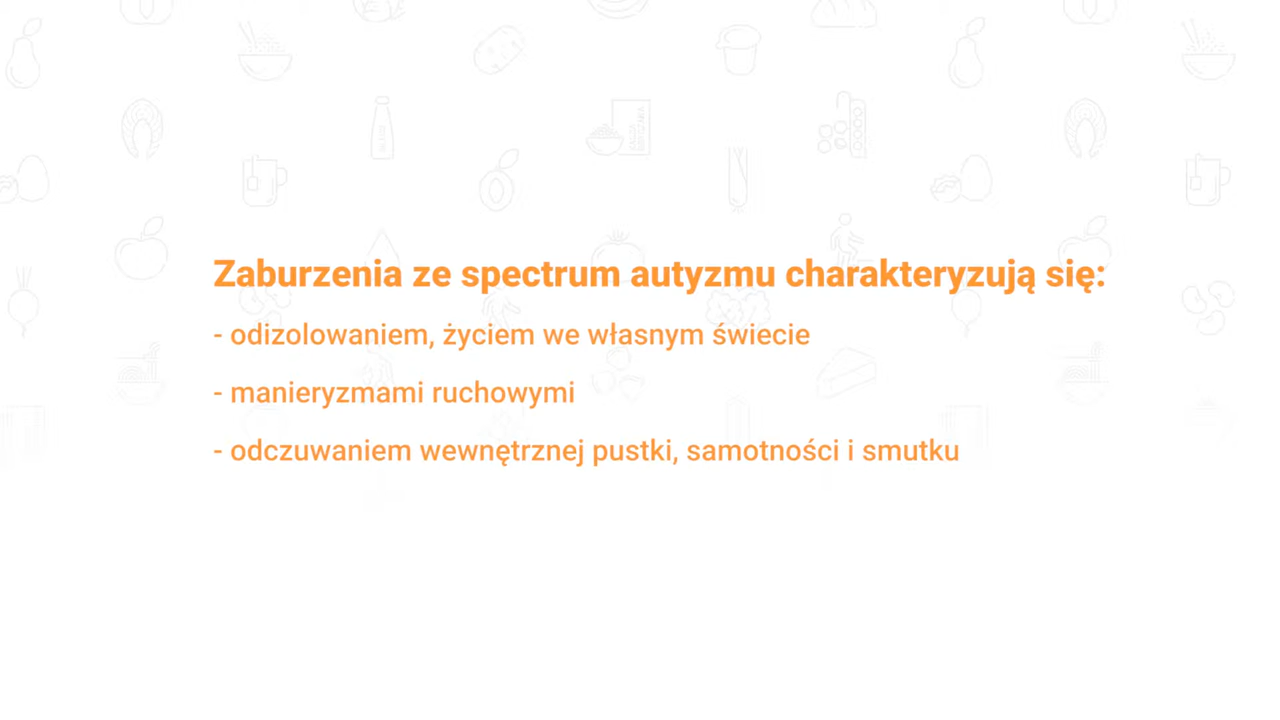 Zaburzenia ze spectrum autyzmu charakteryzują się:
- odizolowaniem, życiem we własnym świecie
- manieryzmami ruchowymi
- odczuwaniem wewnętrznej pustki, samotności i smutku